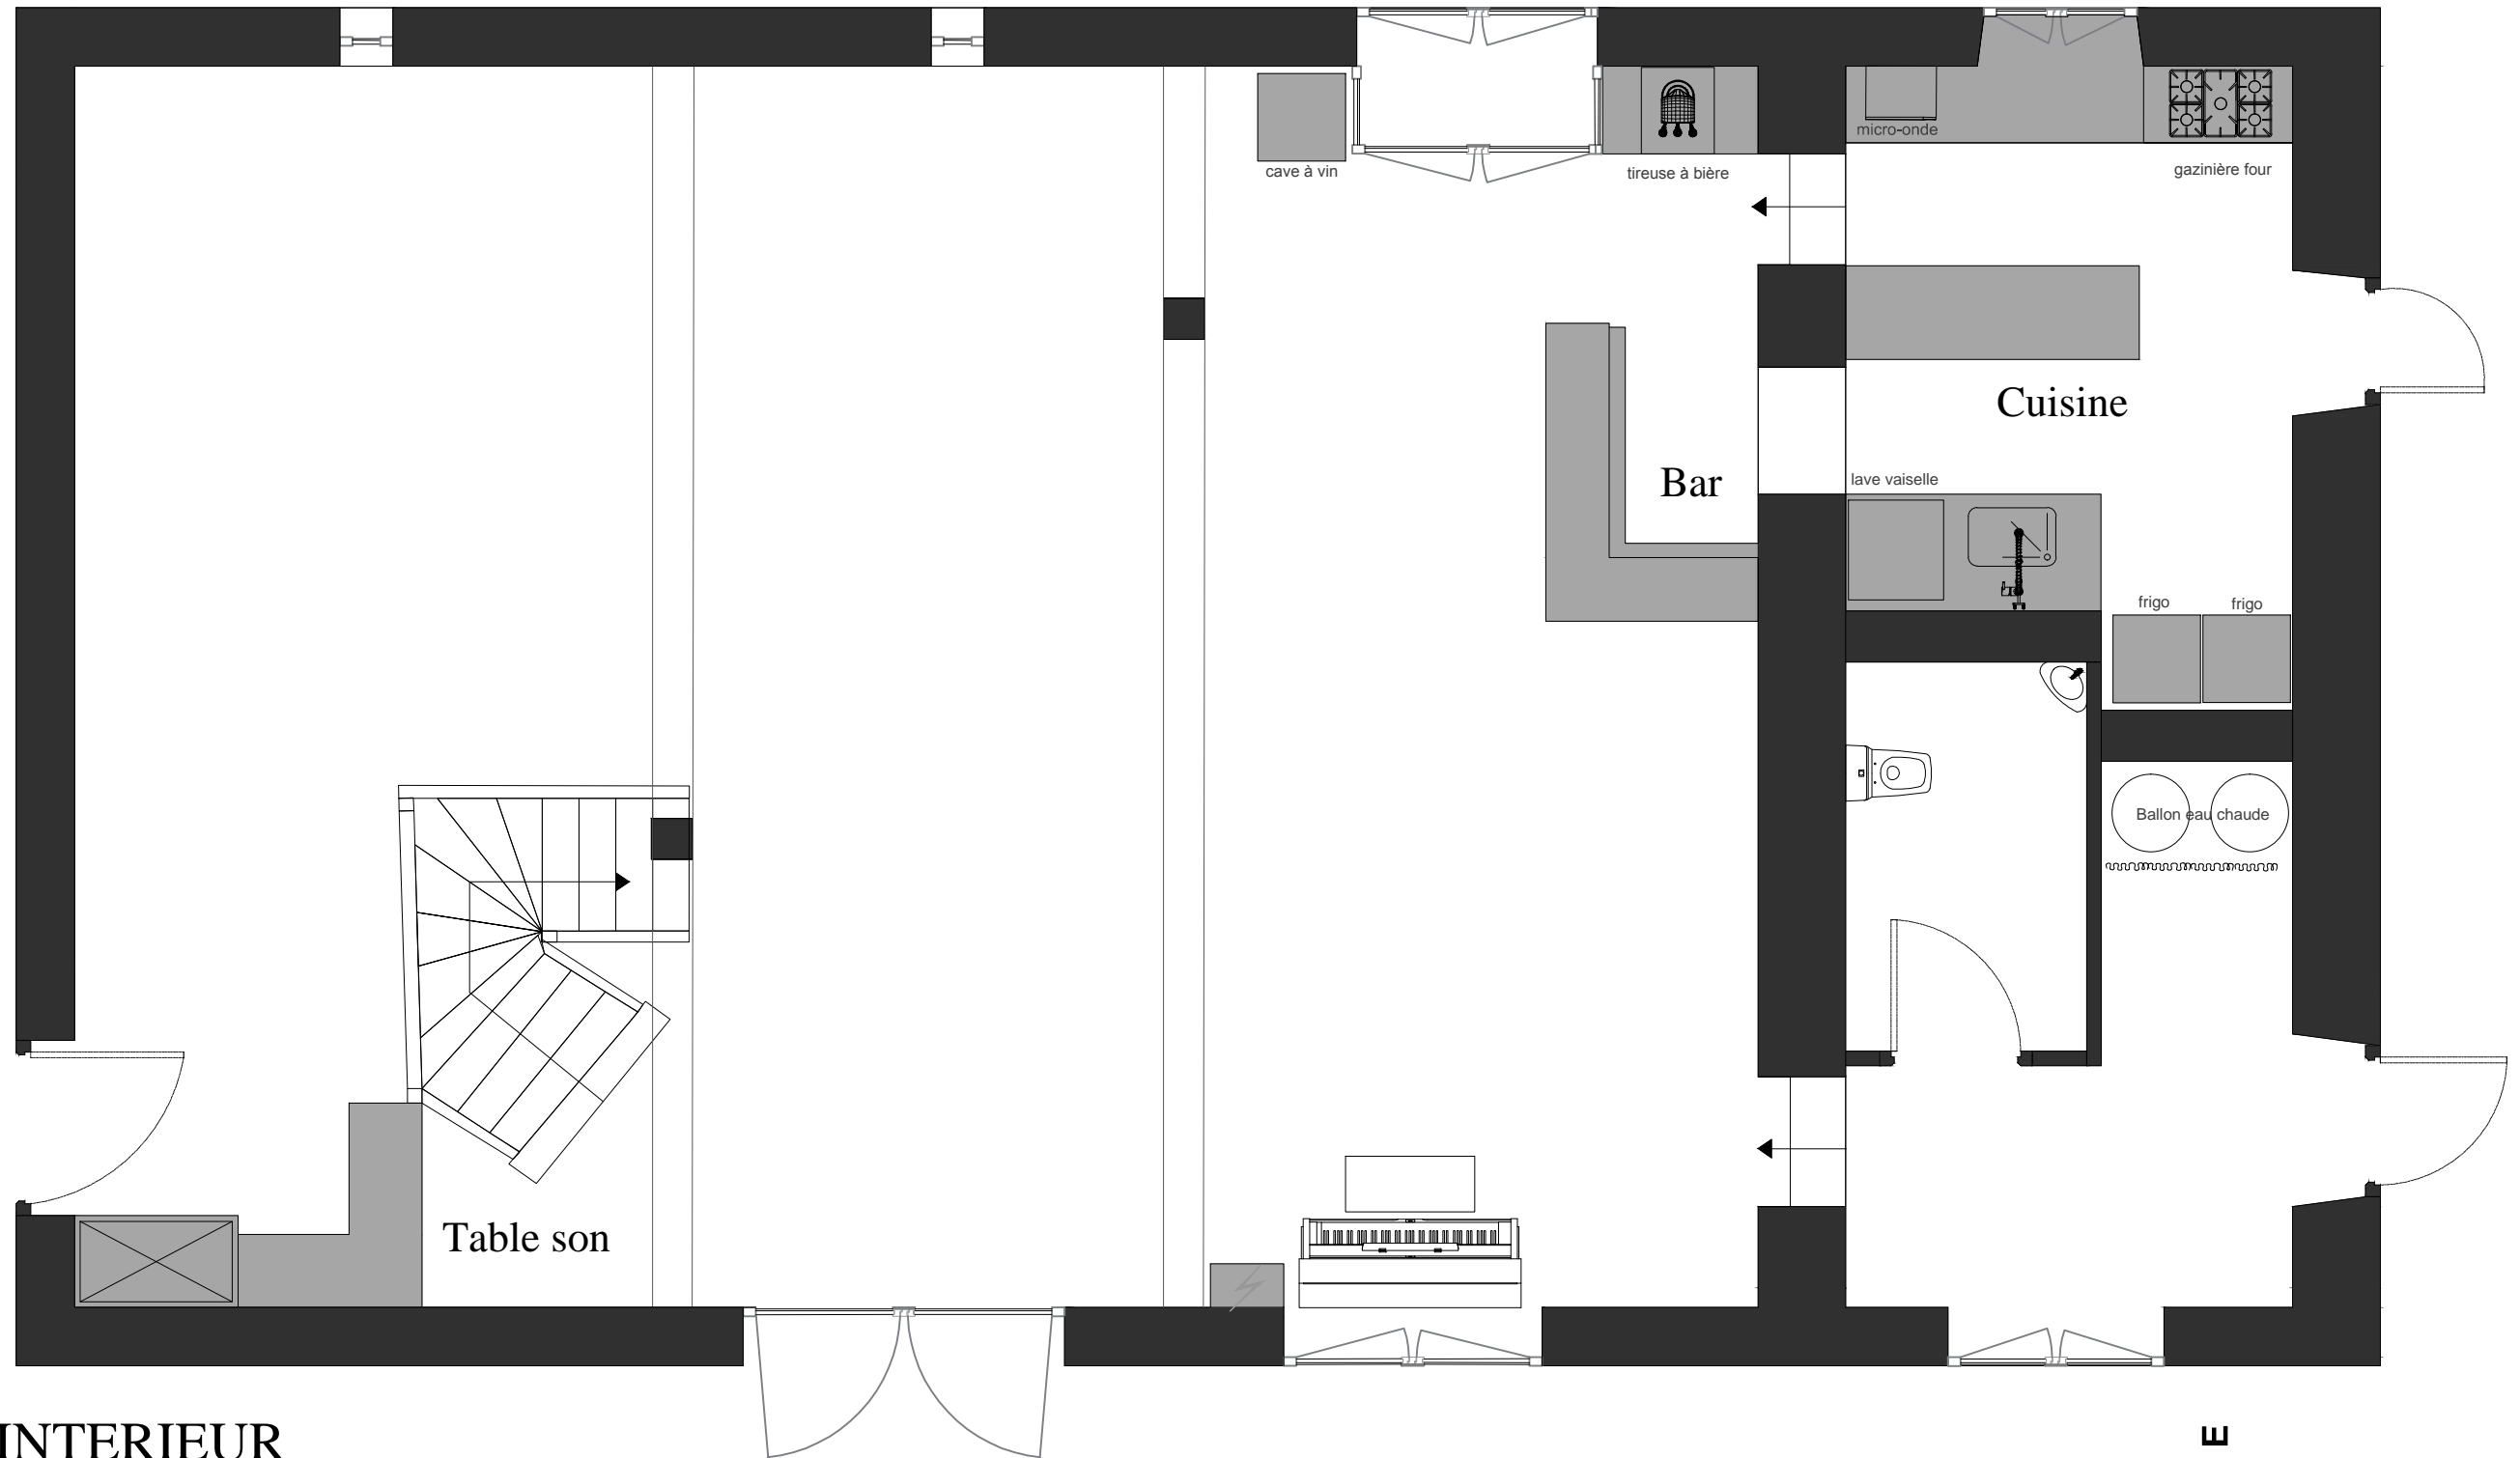 micro-onde
cave à vin
tireuse à bière
gazinière four
Cuisine
Bar
lave vaiselle
frigo
frigo
Ballon eau chaude
Table son
INTERIEUR
E